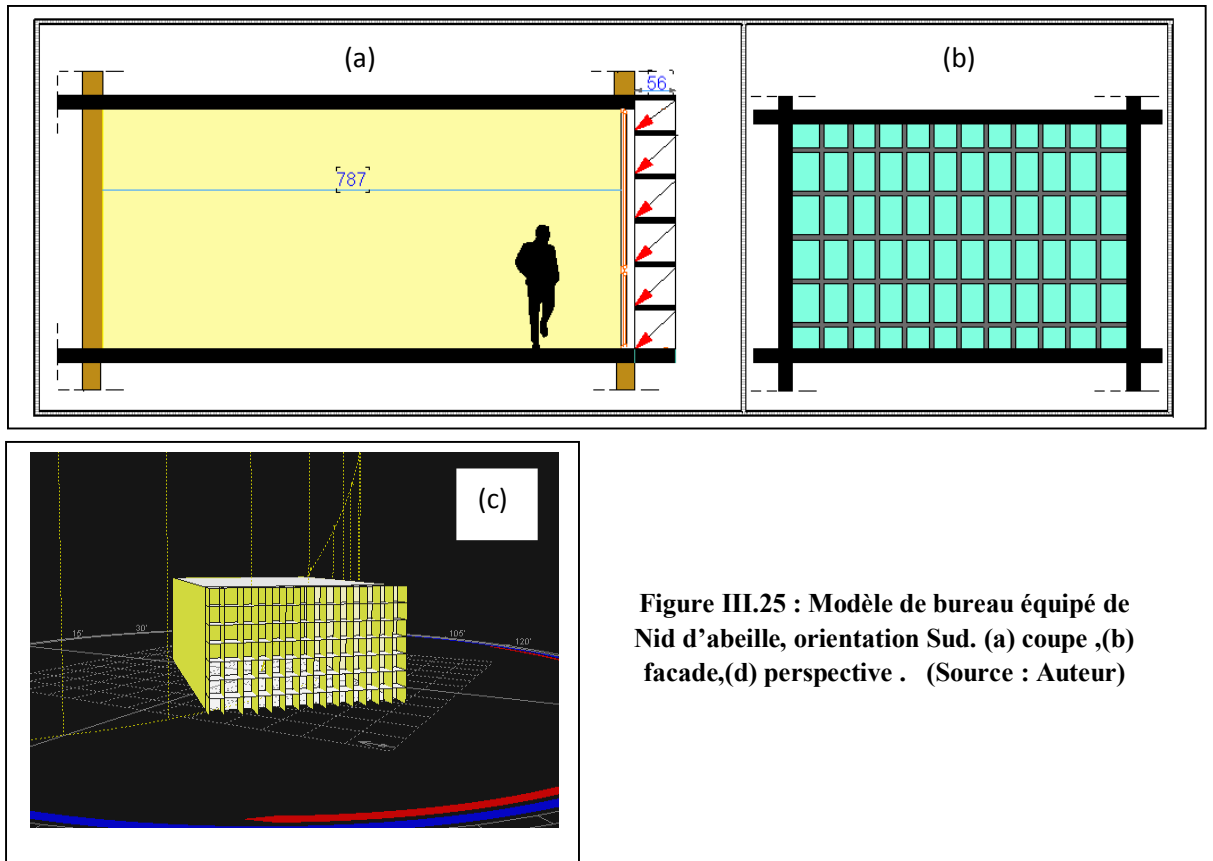 (a)
(b)
56
787
(c)
15'
30'
105'
120'
Figure III.25 : Modèle de bureau équipé de
Nid d’abeille, orientation Sud. (a) coupe ,(b)
facade,(d) perspective . (Source : Auteur)